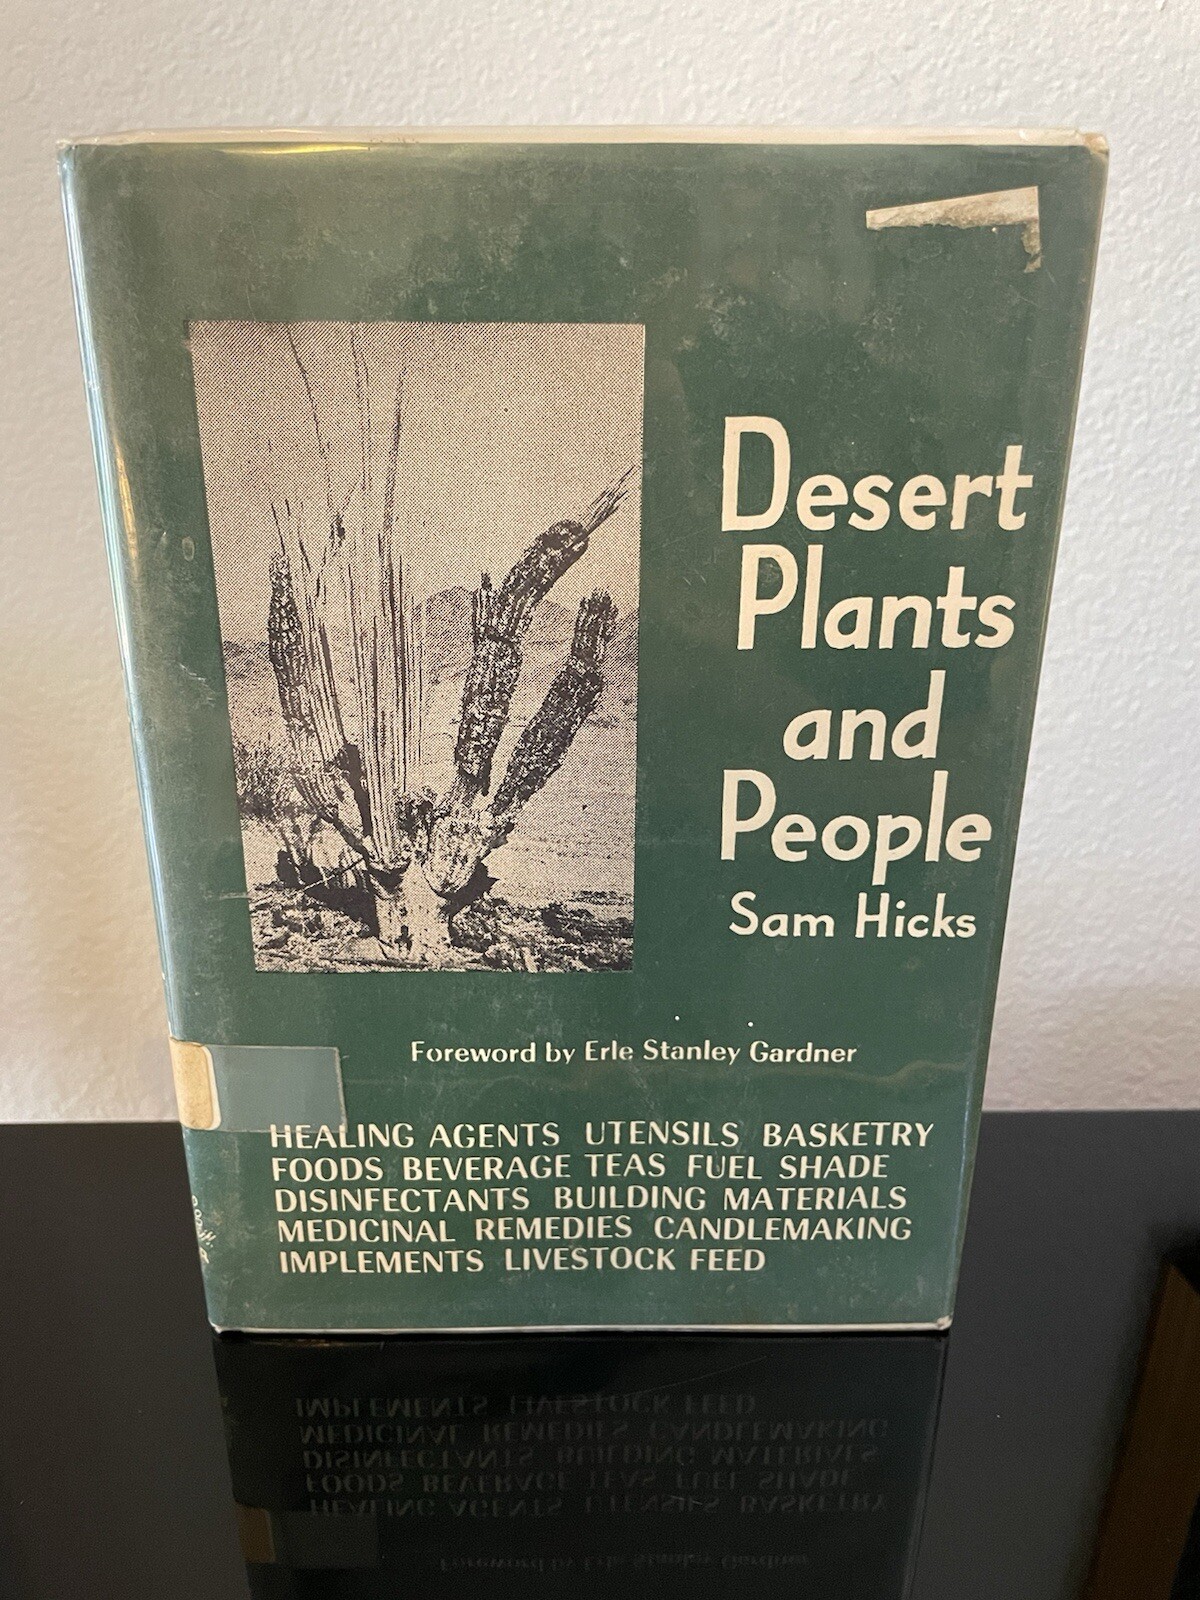 Desert
Plants
and
People
Sam Hicks
Foreword by Erle Stanley Gardner
HEALING AGENTS UTENSILS BASKETRY
FOODS BEVERAGE TEAS FUEL SHADE
DISINFECTANTS BUILDING MATERIALS
MEDICINAL REMEDIES CANDLEMAKING
IMPLEMENTS LIVESTOCK FEED